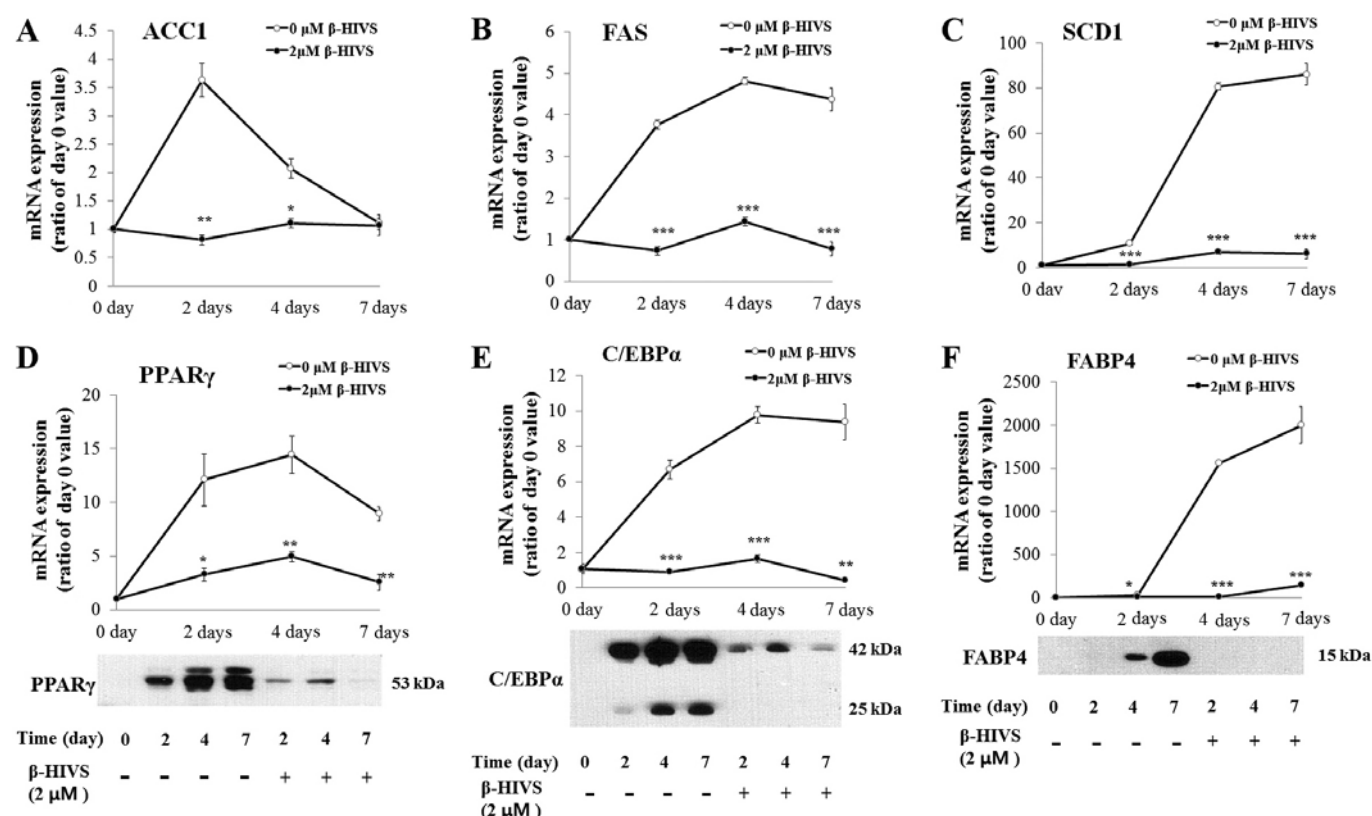 A
ACC1
0 μM β-HIVS
2μM β-HIVS
mRNA expression
(ratio of day 0 value)
4.5
4
3.5
3
2.5
2
1.5
1
0.5
0
**
*
0 day
2 days
4 days
7 days
B
FAS
0 μM β-HIVS
2 μM β-HIVS
mRNA expression
(ratio of day 0 value)
6
5
4
3
2
1
0
***
***
***
0 day
2 days
4 days
7 days
C
SCD1
0 μM β-HIVS
2μM β-HIVS
mRNA expression
(ratio of 0 day value)
100
80
60
40
20
0
***
***
***
0 day
2 days
4 days
7 days
D
PPARγ
0 μM β-HIVS
2μM β-HIVS
mRNA expression
(ratio of day 0 value)
20
15
10
5
0
*
**
**
0 day
2 days
4 days
7 days
PPARγ
53 kDa
Time (day) 0 2 4 7 2 4 7
β-HIVS - - - - + + +
(2 μM )
E
C/EBPα
0 μM β-HIVS
2μM β-HIVS
mRNA expression
(ratio of day 0 value)
12
10
8
6
4
2
0
***
***
**
0 day
2 days
4 days
7 days
42 kDa
C/EBPα
25 kDa
Time (day) 0 2 4 7 2 4 7
β-HIVS - - - - + + +
(2 μM )
F
FABP4
0 μM β-HIVS
2μM β-HIVS
mRNA expression
(ratio of 0 day value)
2500
2000
1500
1000
500
0
*
***
***
0 day
2 days
4 days
7 days
FABP4
15 kDa
Time (day) 0 2 4 7 2 4 7
β-HIVS - - - - + + +
(2 μM )